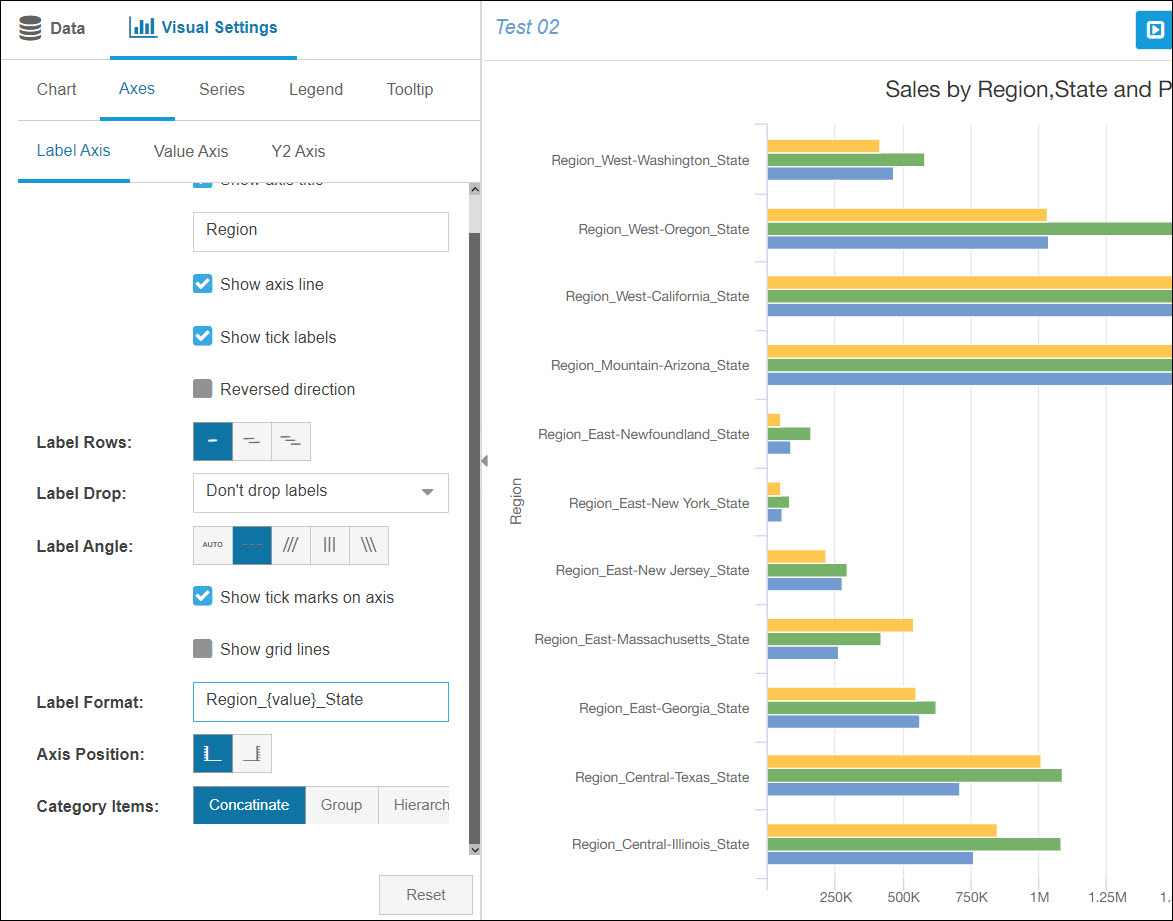 Data
Visual Settings
Chart
Axes
Series
Legend
Tooltip
Label Axis
Value Axis
Y2 Axis
Show axis title
Region
Show axis line
Show tick labels
Reversed direction
Label Rows:
Label Drop:
Don't drop labels
Label Angle:
AUTO
Show tick marks on axis
Show grid lines
Label Format:
Region_{value}_State
Axis Position:
Category Items:
Concatinate
Group
Hierarch
Reset
Test 02
Sales by Region,State and P
Region_West-Washington_State
Region_West-Oregon_State
Region_West-California_State
Region_Mountain-Arizona_State
Region_East-Newfoundland_State
Region_East-New York_State
Region_East-New Jersey_State
Region_East-Massachusetts_State
Region_East-Georgia_State
Region_Central-Texas_State
Region_Central-Illinois_State
Region
250K
500K
750K
1M
1.25M
1.